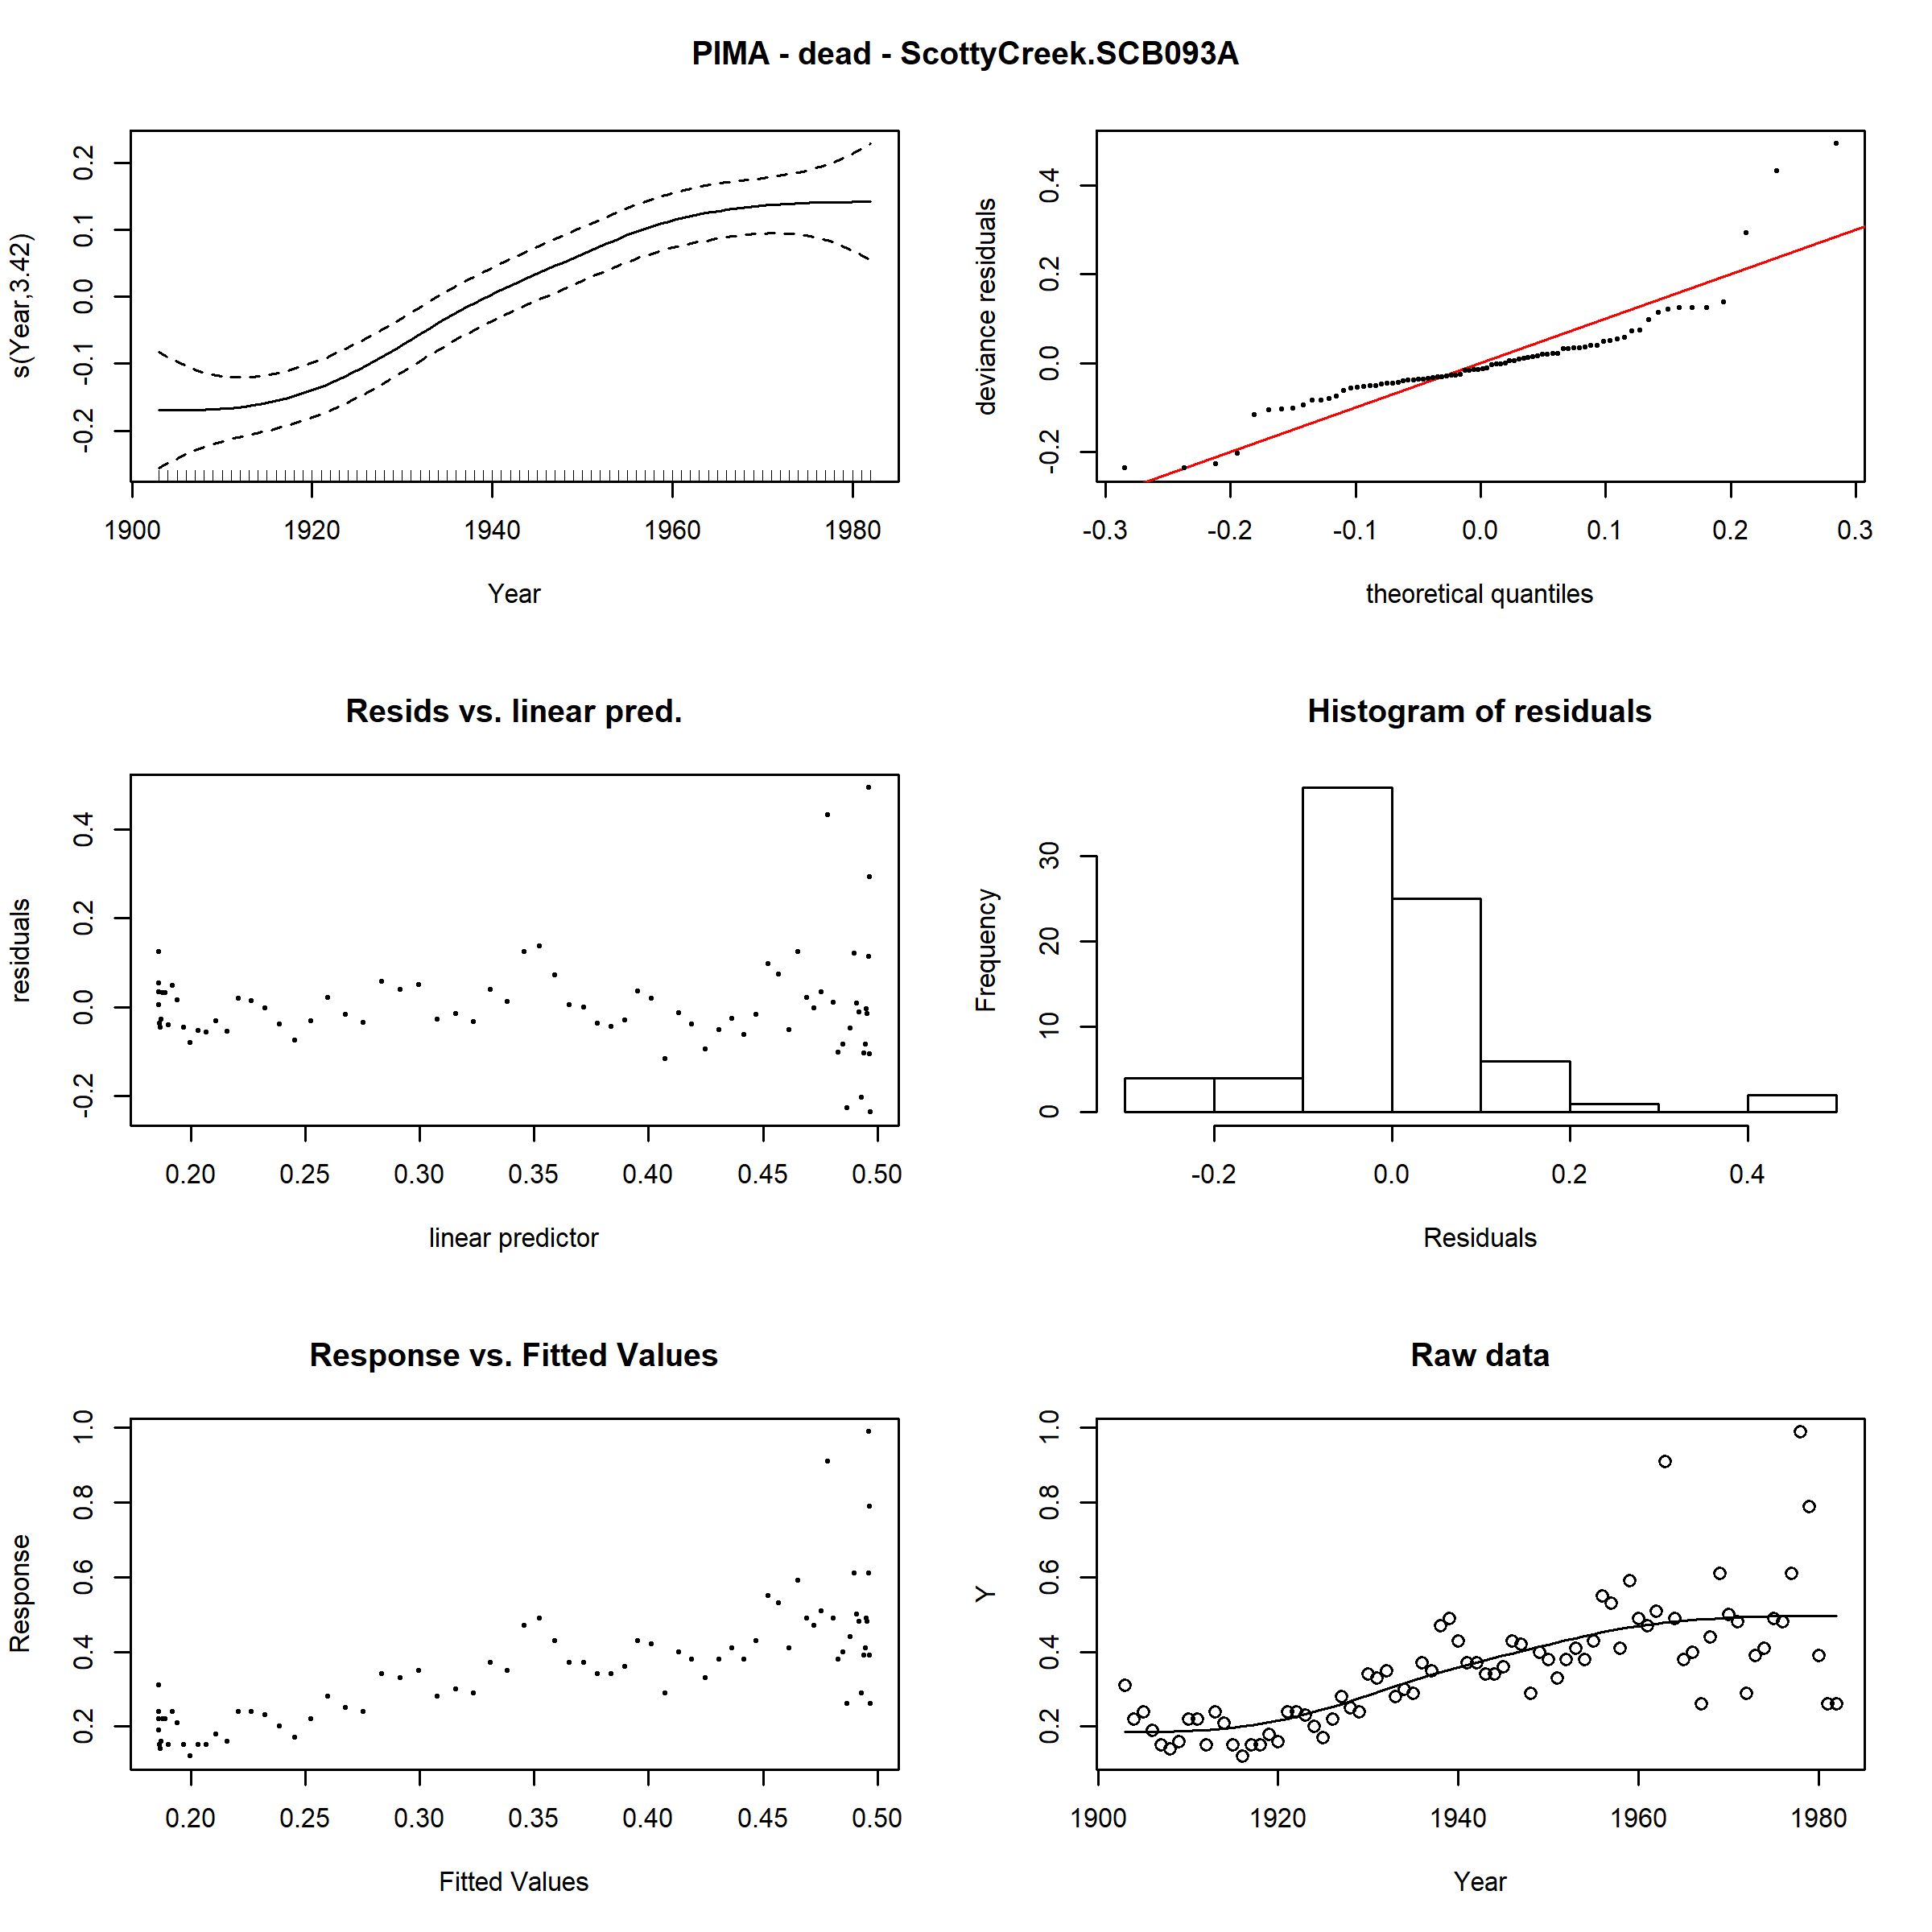 PIMA - dead - ScottyCreek.SCB093A
s(Year,3.42)
-0.2 -0.1 0.0 0.1 0.2
1900 1920 1940 1960 1980
Year
deviance residuals
-0.2 0.0 0.2 0.4
-0.3 -0.2 -0.1 0.0 0.1 0.2 0.3
theoretical quantiles
Resids vs. linear pred.
residuals
-0.2 0.0 0.2 0.4
0.20 0.25 0.30 0.35 0.40 0.45 0.50
linear predictor
Histogram of residuals
Frequency
0 10 20 30
-0.2 0.0 0.2 0.4
Residuals
Response vs. Fitted Values
Response
0.2 0.4 0.6 0.8 1.0
0.20 0.25 0.30 0.35 0.40 0.45 0.50
Fitted Values
Raw data
Y
0.2 0.4 0.6 0.8 1.0
1900 1920 1940 1960 1980
Year